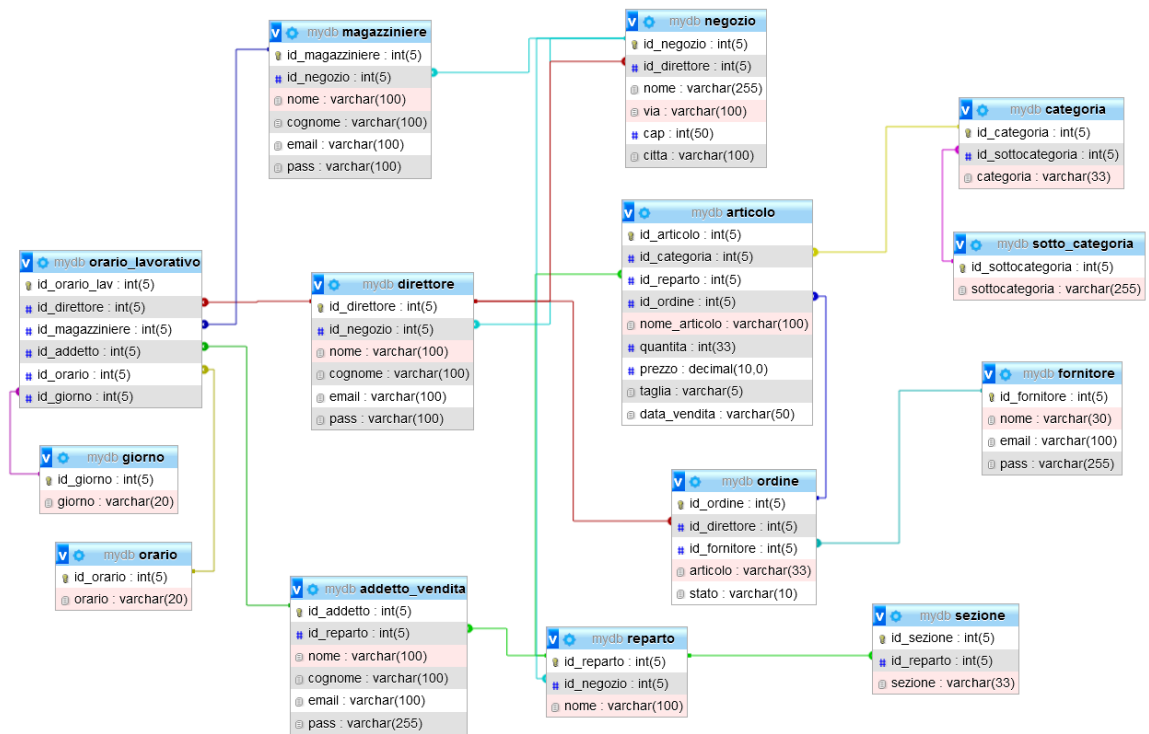 mydb magazziniere
id_magazziniere : int(5)
id_negozio : int(5)
nome : varchar(100)
cognome : varchar(100)
email : varchar(100)
pass : varchar(100)
mydb negozio
id_negozio : int(5)
id_direttore : int(5)
nome : varchar(255)
via : varchar(100)
cap : int(50)
citta : varchar(100)
mydb categoria
id_categoria : int(5)
id_sottocategoria : int(5)
categoria : varchar(33)
mydb articolo
id_articolo : int(5)
id_categoria : int(5)
id_reparto : int(5)
id_ordine : int(5)
nome_articolo : varchar(100)
quantita : int(33)
prezzo : decimal(10,0)
taglia : varchar(5)
data_vendita : varchar(50)
mydb sotto_categoria
id_sottocategoria : int(5)
sottocategoria : varchar(255)
mydb orario_lavorativo
id_orario_lav : int(5)
id_direttore : int(5)
id_magazziniere : int(5)
id_addetto : int(5)
id_orario : int(5)
id_giorno : int(5)
mydb direttore
id_direttore : int(5)
id_negozio : int(5)
nome : varchar(100)
cognome : varchar(100)
email : varchar(100)
pass : varchar(100)
mydb fornitore
id_fornitore : int(5)
nome : varchar(30)
email : varchar(100)
pass : varchar(255)
mydb giorno
id_giorno : int(5)
giorno : varchar(20)
mydb ordine
id_ordine : int(5)
id_direttore : int(5)
id_fornitore : int(5)
articolo : varchar(33)
stato : varchar(10)
mydb orario
id_orario : int(5)
orario : varchar(20)
mydb addetto_vendita
id_addetto : int(5)
id_reparto : int(5)
nome : varchar(100)
cognome : varchar(100)
email : varchar(100)
pass : varchar(255)
mydb reparto
id_reparto : int(5)
id_negozio : int(5)
nome : varchar(100)
mydb sezione
id_sezione : int(5)
id_reparto : int(5)
sezione : varchar(33)